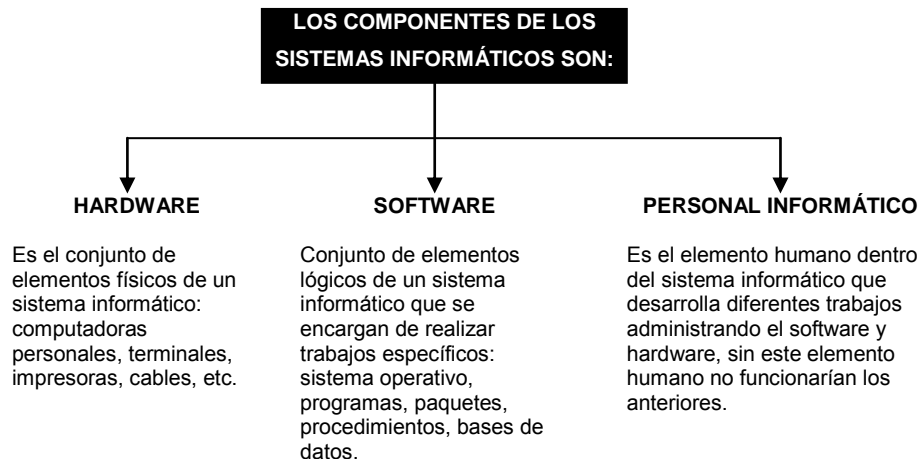 LOS COMPONENTES DE LOS
SISTEMAS INFORMÁTICOS SON:
HARDWARE
Es el conjunto de
elementos físicos de un
sistema informático:
computadoras
personales, terminales,
impresoras, cables, etc.
SOFTWARE
Conjunto de elementos
lógicos de un sistema
informático que se
encargan de realizar
trabajos específicos:
sistema operativo,
programas, paquetes,
procedimientos, bases de
datos.
PERSONAL INFORMÁTICO
Es el elemento humano dentro
del sistema informático que
desarrolla diferentes trabajos
administrando el software y
hardware, sin este elemento
humano no funcionarían los
anteriores.